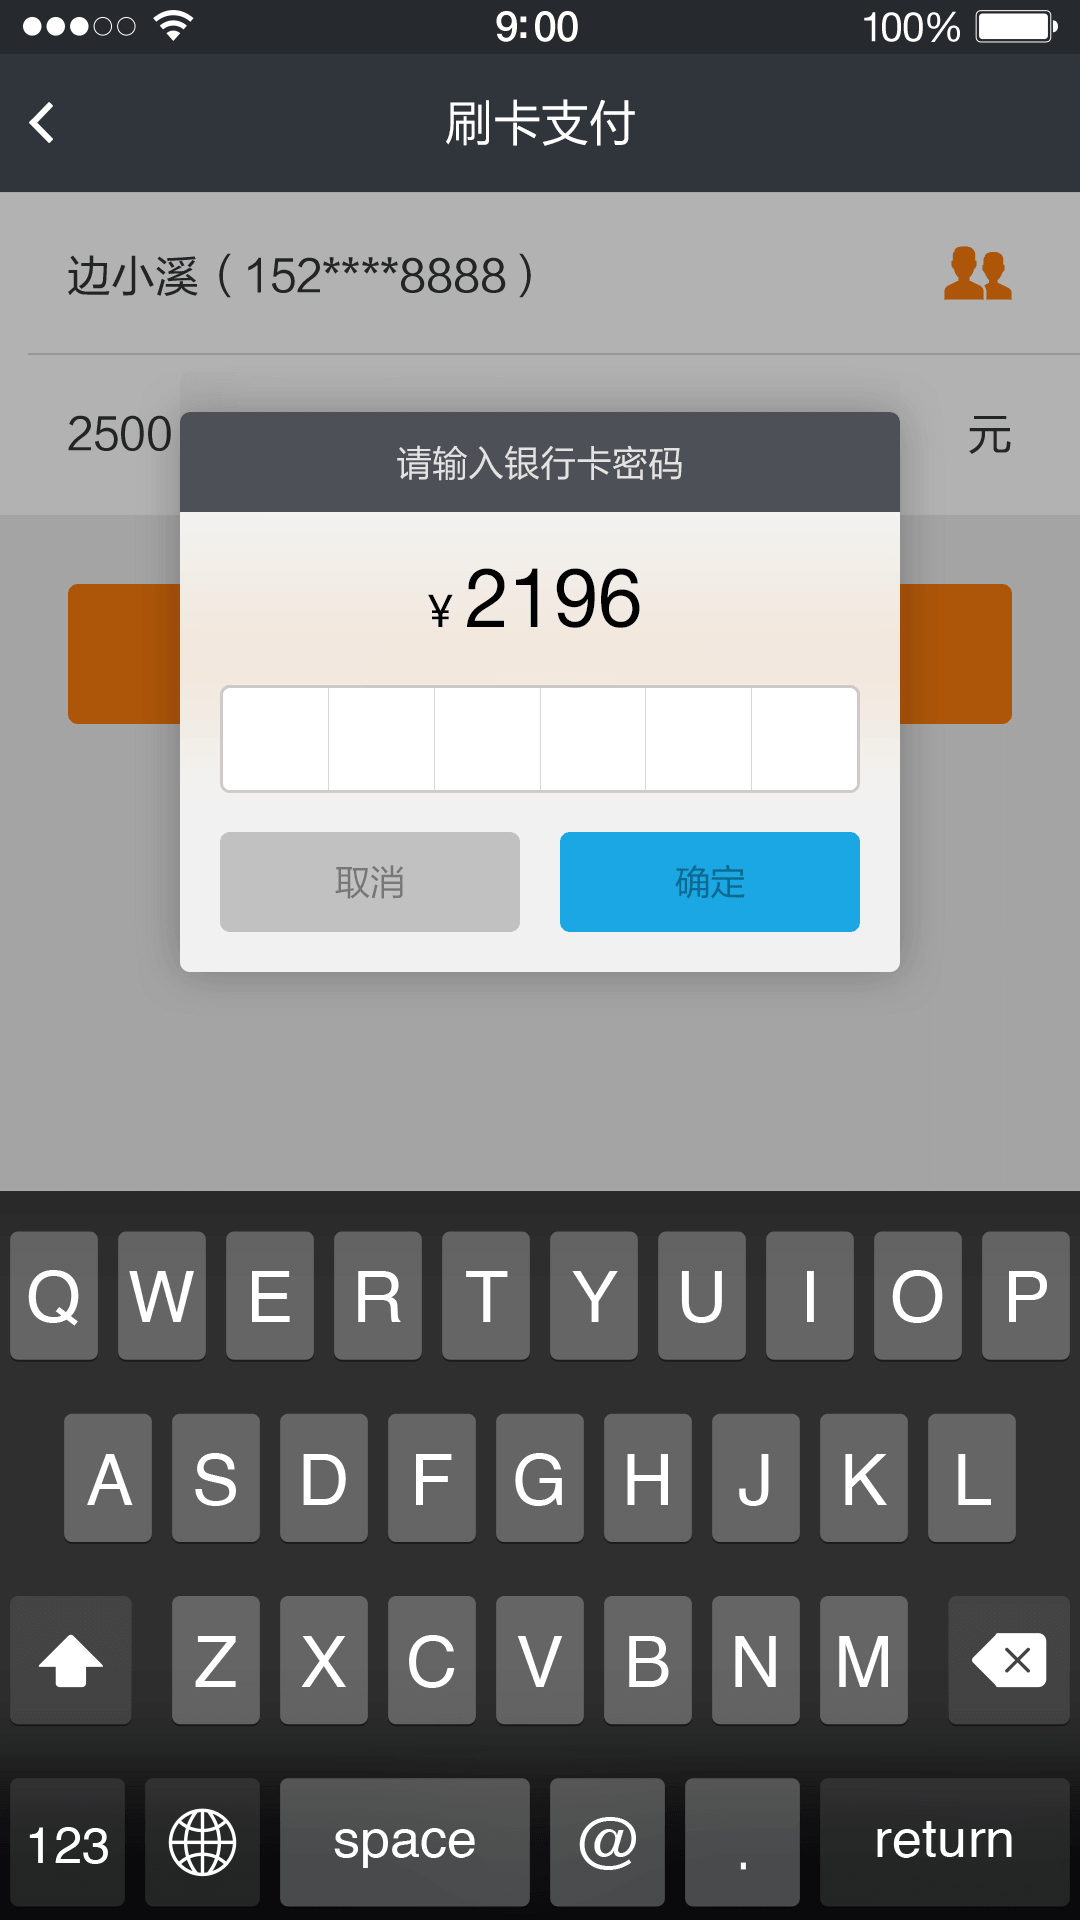 9:00 100%
刷卡支付
边小溪（152****8888）
2500 元
请输入银行卡密码
¥2196
取消 确定
Q W E R T Y U I O P
A S D F G H J K L
Z X C V B N M
123 space @ . return